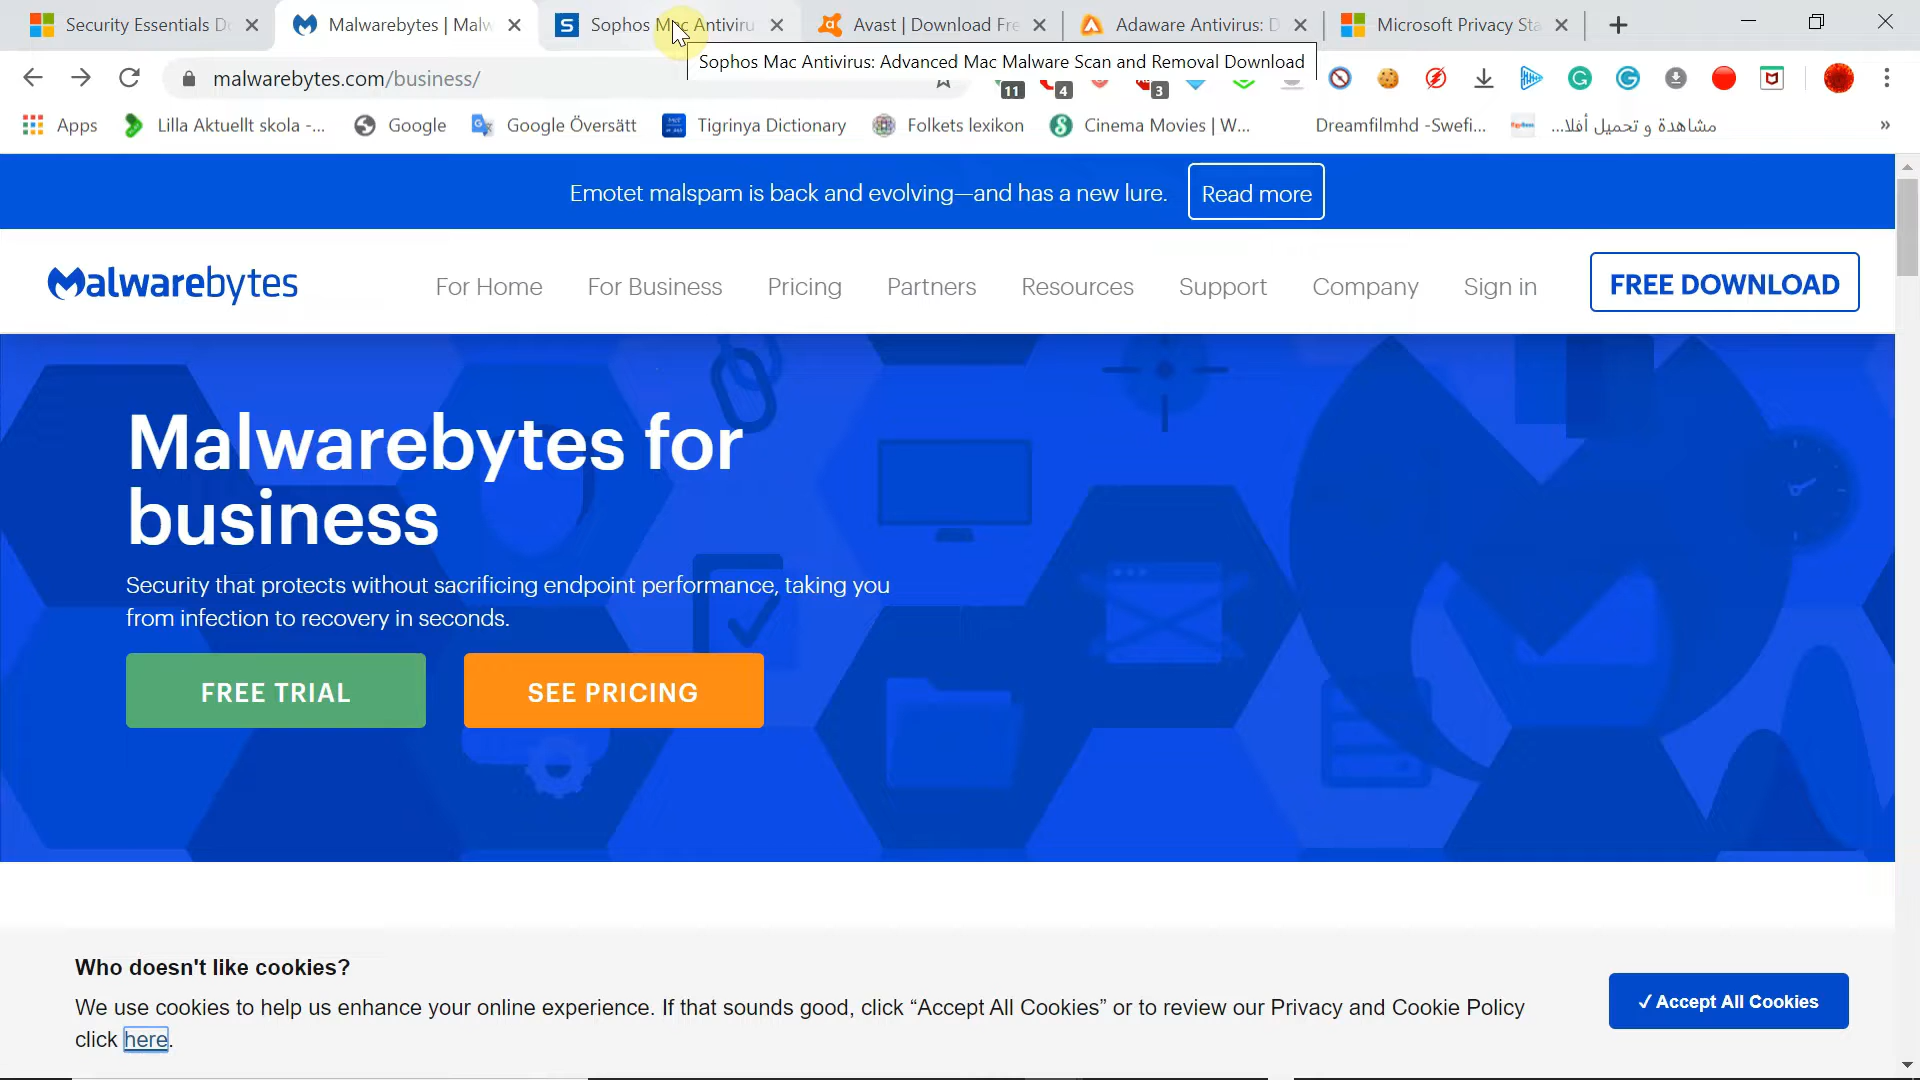 Security Essentials Do
Malwarebytes | Malw
Sophos Mac Antiviru
Avast | Download Fre
Adaware Antivirus: D
Microsoft Privacy Sta
malwarebytes.com/business/
Sophos Mac Antivirus: Advanced Mac Malware Scan and Removal Download
11
4
3
Apps
Lilla Aktuellt skola -...
Google
Google Översätt
Tigrinya Dictionary
Folkets lexikon
Cinema Movies | W...
Dreamfilmhd -Swefi...
مشاهدة و تحميل أفلا...
Emotet malspam is back and evolving—and has a new lure.
Read more
Malwarebytes
For Home
For Business
Pricing
Partners
Resources
Support
Company
Sign in
FREE DOWNLOAD
Malwarebytes for
business
Security that protects without sacrificing endpoint performance, taking you
from infection to recovery in seconds.
FREE TRIAL
SEE PRICING
Who doesn't like cookies?
We use cookies to help us enhance your online experience. If that sounds good, click “Accept All Cookies” or to review our Privacy and Cookie Policy
click here.
✓ Accept All Cookies